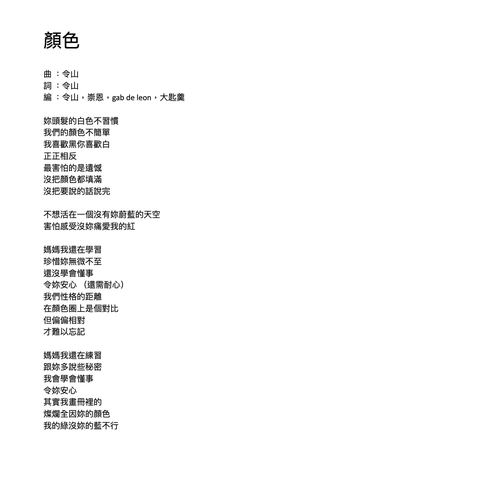 顏色
曲 ：令山
詞 ：令山
編 ：令山，崇恩，gab de leon，大匙羹
妳頭髮的白色不習慣
我們的顏色不簡單
我喜歡黑你喜歡白
正正相反
最害怕的是遺憾
沒把顏色都填滿
沒把要說的話說完
不想活在一個沒有妳蔚藍的天空
害怕感受沒妳痛愛我的紅
媽媽我還在學習
珍惜妳無微不至
還沒學會懂事
令妳安心 （還需耐心）
我們性格的距離
在顏色圈上是個對比
但偏偏相對
才難以忘記
媽媽我還在練習
跟妳多說些秘密
我會學會懂事
令妳安心
其實我畫冊裡的
燦爛全因妳的顏色
我的綠沒妳的藍不行